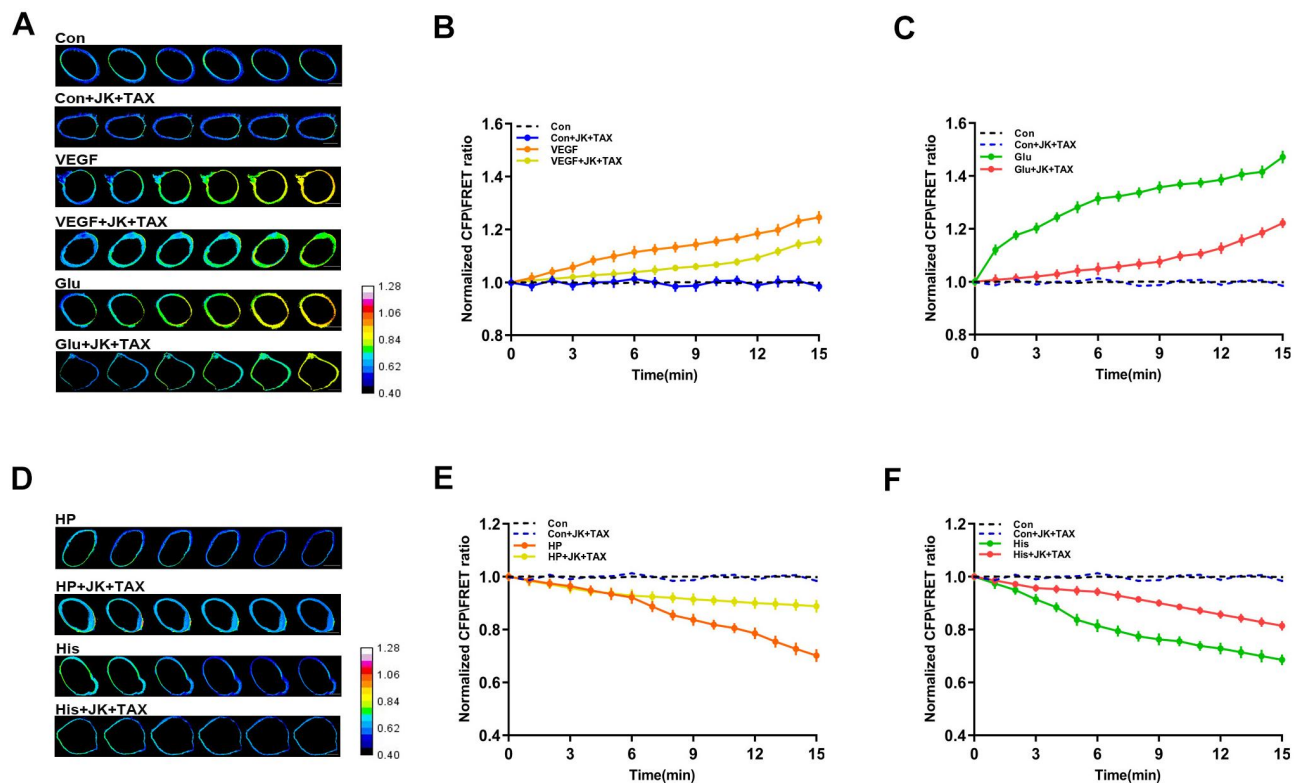 A
Con
Con+JK+TAX
VEGF
VEGF+JK+TAX
Glu
Glu+JK+TAX
1.28
1.06
0.84
0.62
0.40
B
Normalized CFP\FRET ratio
1.6
1.4
1.2
1.0
0.8
Con
Con+JK+TAX
VEGF
VEGF+JK+TAX
0 3 6 9 12 15
Time(min)
C
Normalized CFP\FRET ratio
1.6
1.4
1.2
1.0
0.8
Con
Con+JK+TAX
Glu
Glu+JK+TAX
0 3 6 9 12 15
Time(min)
D
HP
HP+JK+TAX
His
His+JK+TAX
1.28
1.06
0.84
0.62
0.40
E
Normalized CFP\FRET ratio
1.2
1.0
0.8
0.6
0.4
Con
Con+JK+TAX
HP
HP+JK+TAX
0 3 6 9 12 15
Time(min)
F
Normalized CFP\FRET ratio
1.2
1.0
0.8
0.6
0.4
Con
Con+JK+TAX
His
His+JK+TAX
0 3 6 9 12 15
Time(min)